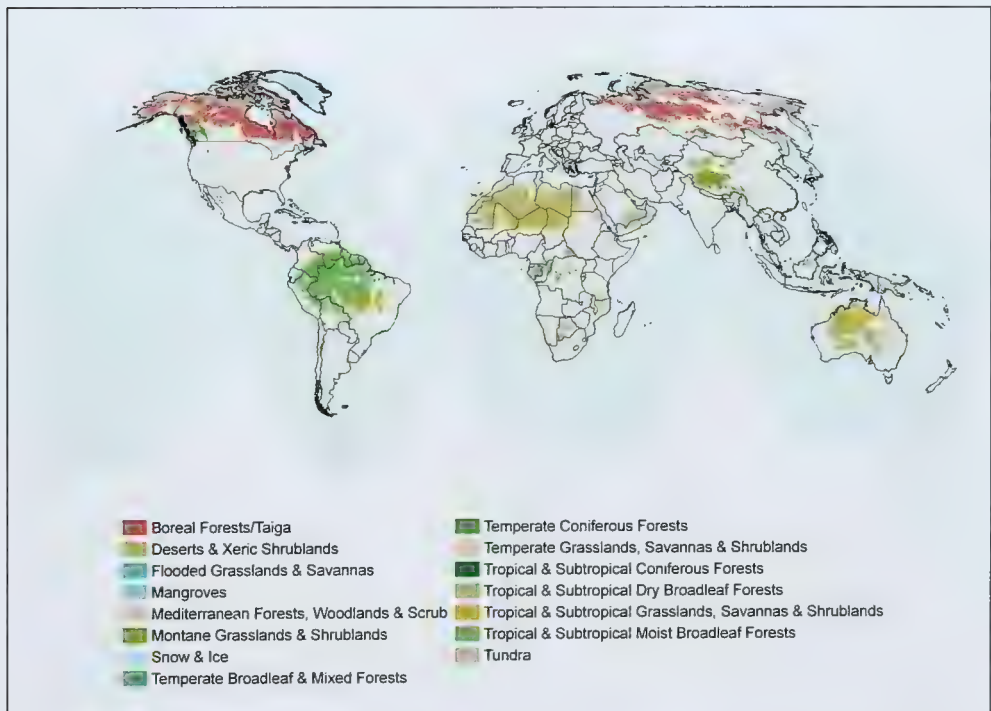 Boreal Forests/Taiga
Deserts & Xeric Shrublands
Flooded Grasslands & Savannas
Mangroves
Mediterranean Forests, Woodlands & Scrub
Montane Grasslands & Shrublands
Snow & Ice
Temperate Broadleaf & Mixed Forests
Temperate Coniferous Forests
Temperate Grasslands, Savannas & Shrublands
Tropical & Subtropical Coniferous Forests
Tropical & Subtropical Dry Broadleaf Forests
Tropical & Subtropical Grasslands, Savannas & Shrublands
Tropical & Subtropical Moist Broadleaf Forests
Tundra